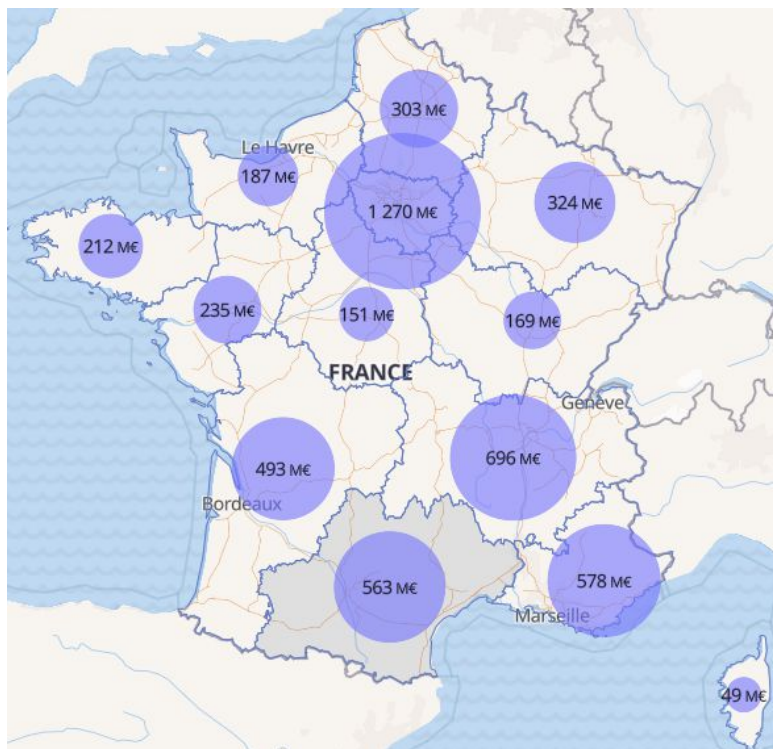 303 M€
Le Havre
187 M€
1 270 M€
324 M€
212 M€
235 M€
151 M€
169 M€
FRANCE
Genève
493 M€
696 M€
Bordeaux
563 M€
578 M€
Marseille
49 M€